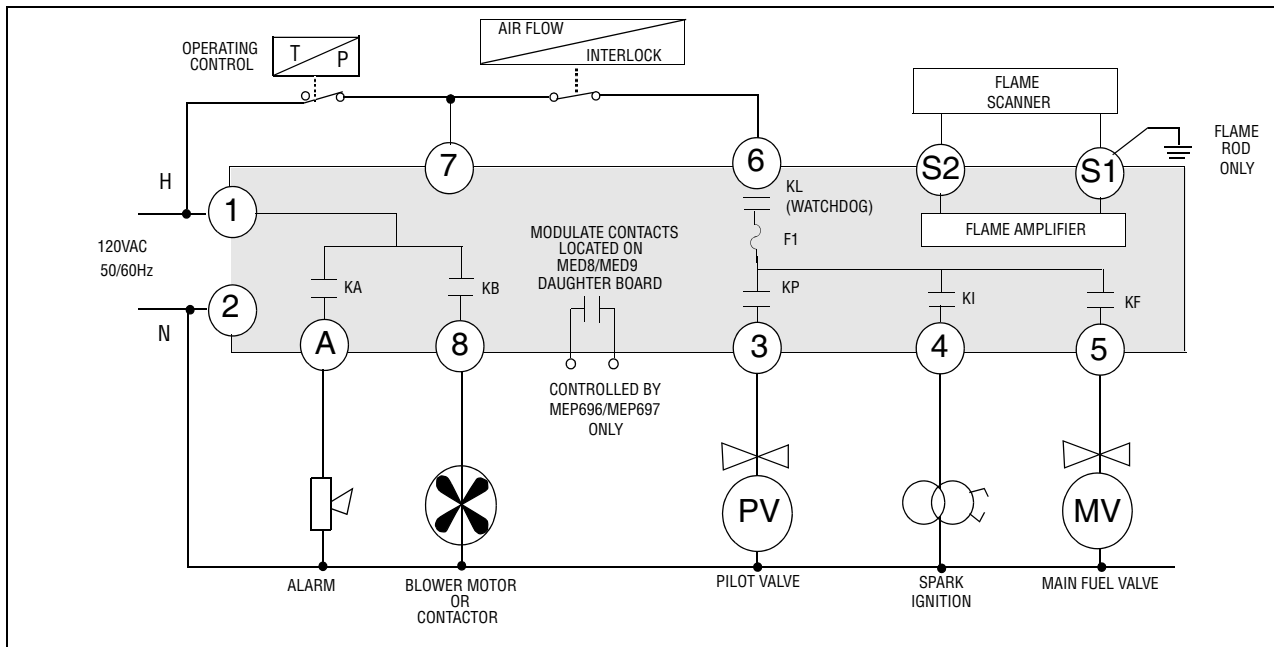 OPERATING
CONTROL
T
P
AIR FLOW
INTERLOCK
FLAME
SCANNER
FLAME
ROD
ONLY
7
6
S2
S1
H
1
KL
(WATCHDOG)
F1
FLAME AMPLIFIER
120VAC
50/60Hz
MODULATE CONTACTS
LOCATED ON
MED8/MED9
DAUGHTER BOARD
KA
KB
KP
KI
KF
2
N
A
8
3
4
5
CONTROLLED BY
MEP696/MEP697
ONLY
PV
MV
ALARM
BLOWER MOTOR
OR
CONTACTOR
PILOT VALVE
SPARK
IGNITION
MAIN FUEL VALVE